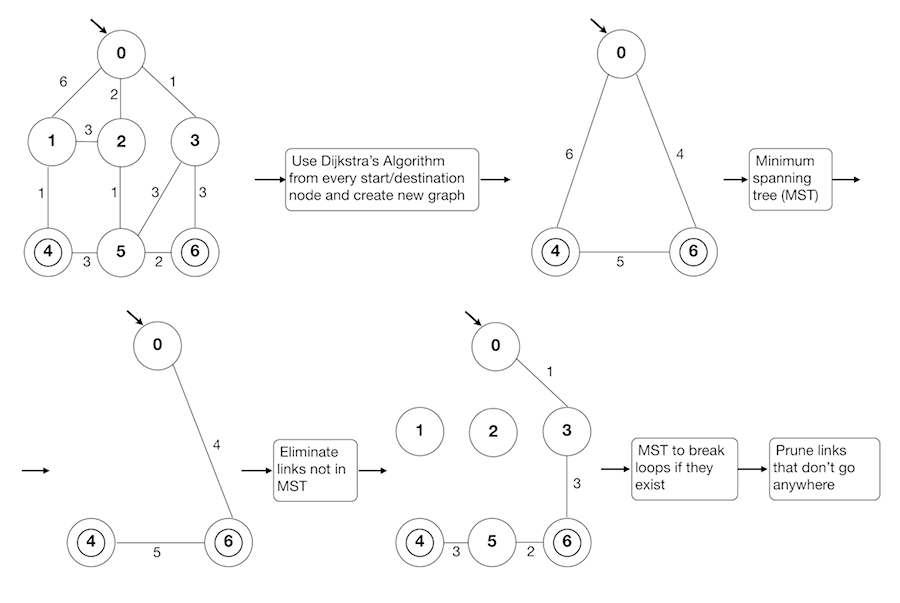 0
6
2
1
1
3
2
3
1
1
3
3
4
3
5
2
6
Use Dijkstra's Algorithm
from every start/destination
node and create new graph
0
6
4
4
5
6
Minimum
spanning
tree (MST)
0
4
4
5
6
Eliminate
links not in
MST
0
1
1
2
3
3
4
3
5
2
6
MST to break
loops if they
exist
Prune links
that don't go
anywhere